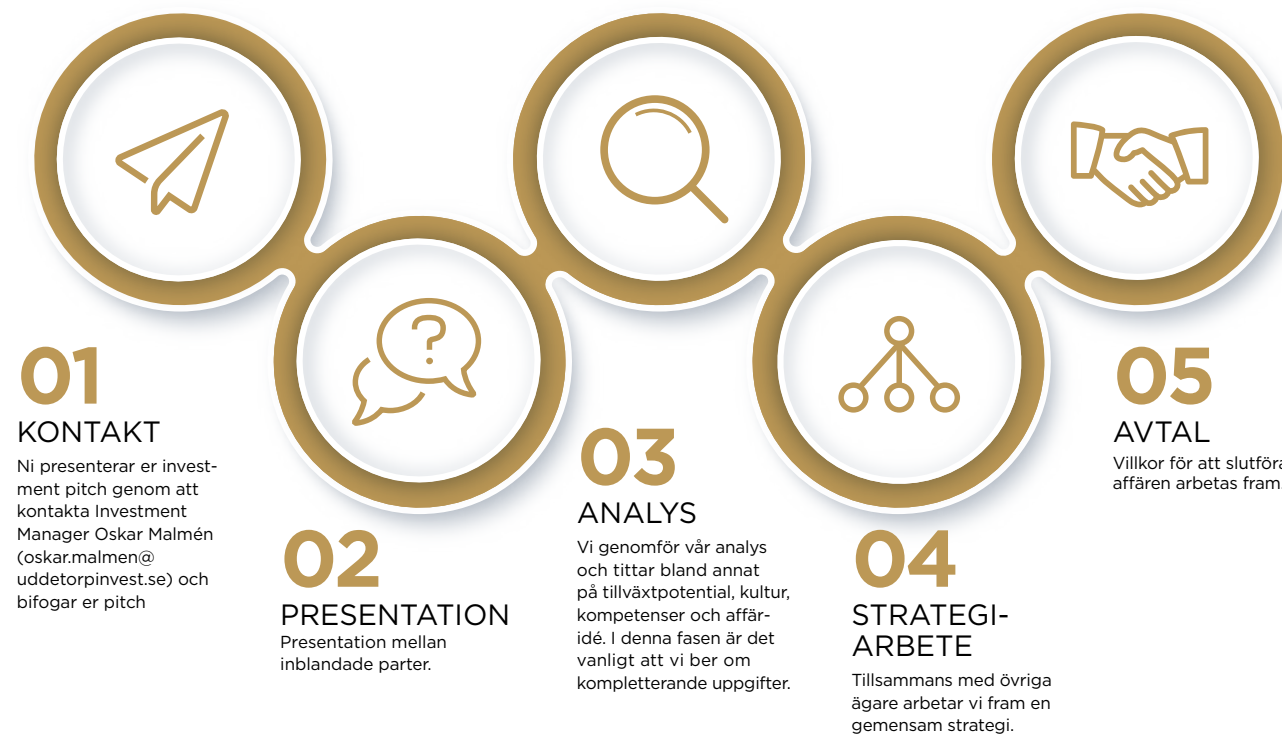 01
KONTAKT
Ni presenterar er invest-
ment pitch genom att
kontakta Investment
Manager Oskar Malmén
(oskar.malmen@
uddetorpinvest.se) och
bifogar er pitch
02
PRESENTATION
Presentation mellan
inblandade parter.
03
ANALYS
Vi genomför vår analys
och tittar bland annat
på tillväxtpotential, kultur,
kompetenser och affär-
idé. I denna fasen är det
vanligt att vi ber om
kompletterande uppgifter.
04
STRATEGI-
ARBETE
Tillsammans med övriga
ägare arbetar vi fram en
gemensam strategi.
05
AVTAL
Villkor för att slutföra
affären arbetas fram.
?